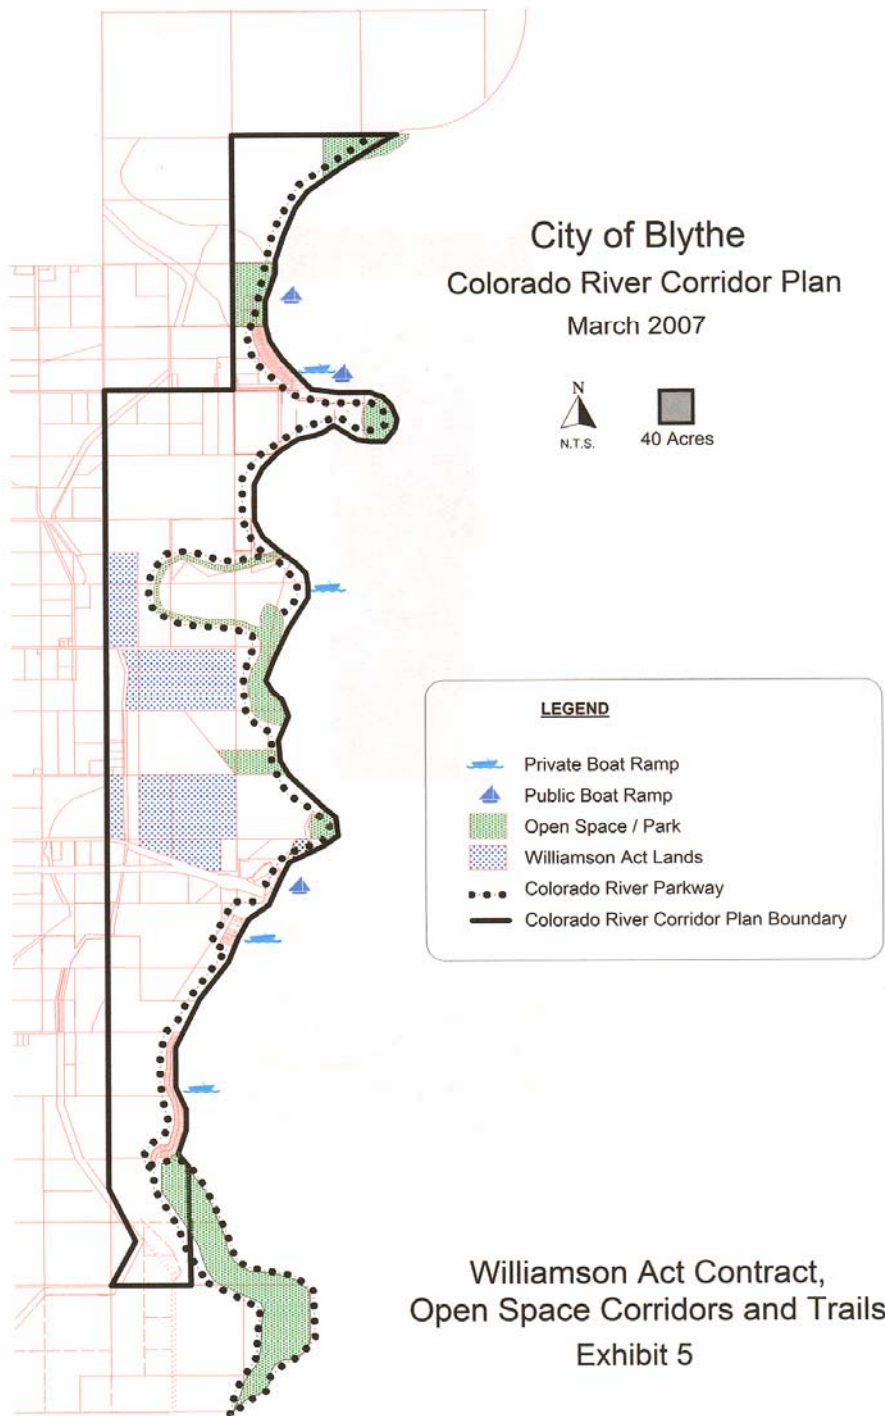 City of Blythe
Colorado River Corridor Plan
March 2007
N
N.T.S.
40 Acres
LEGEND
Private Boat Ramp
Public Boat Ramp
Open Space / Park
Williamson Act Lands
Colorado River Parkway
Colorado River Corridor Plan Boundary
Williamson Act Contract,
Open Space Corridors and Trails
Exhibit 5